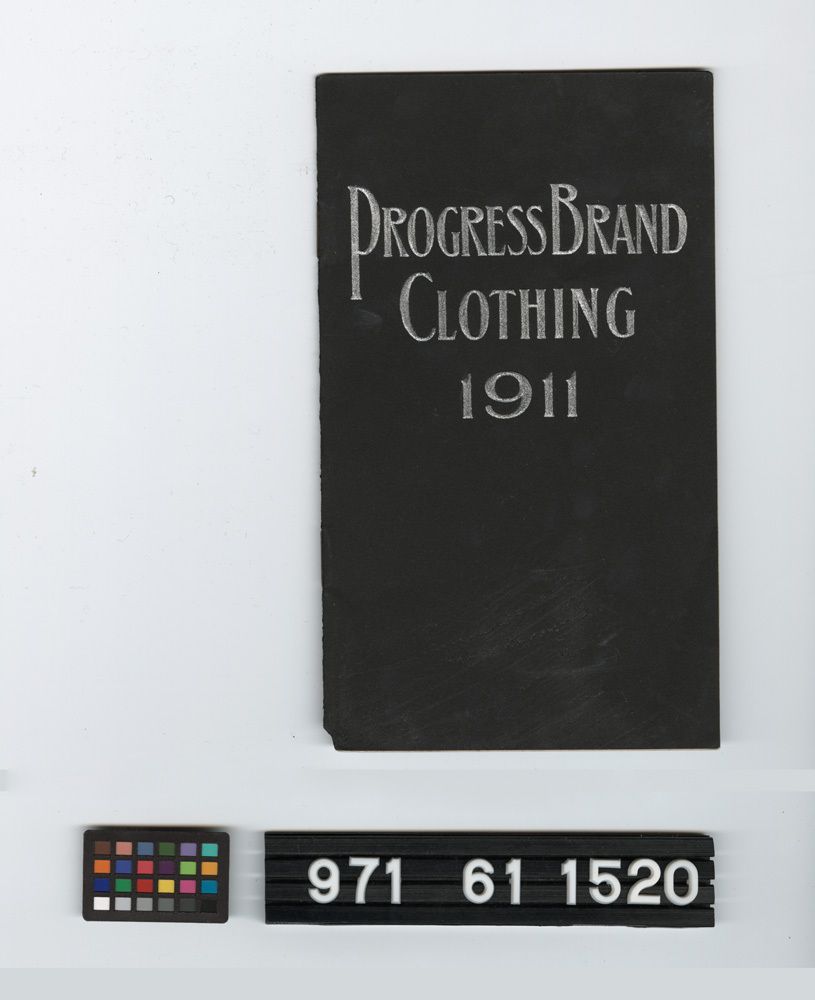 PROGRESS BRAND
CLOTHING
1911
971 61 1520